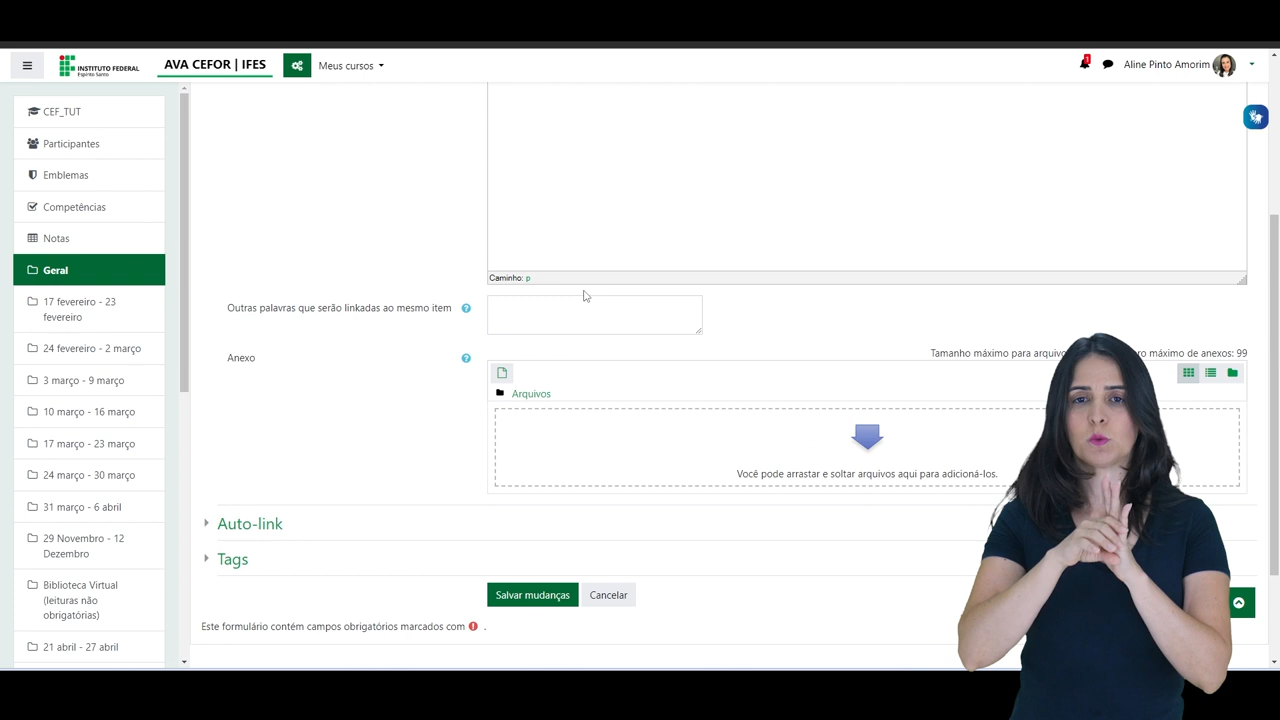 INSTITUTO FEDERAL
Espírito Santo
AVA CEFOR | IFES
Meus cursos
1
Aline Pinto Amorim
CEF_TUT
Participantes
Emblemas
Competências
Notas
Geral
17 fevereiro - 23
fevereiro
24 fevereiro - 2 março
3 março - 9 março
10 março - 16 março
17 março - 23 março
24 março - 30 março
31 março - 6 abril
29 Novembro - 12
Dezembro
Biblioteca Virtual
(leituras não
obrigatórias)
21 abril - 27 abril
Caminho: p
Outras palavras que serão linkadas ao mesmo item
Anexo
Tamanho máximo para arquivo
máximo de anexos: 99
Arquivos
Você pode arrastar e soltar arquivos aqui para adicioná-los.
Auto-link
Tags
Salvar mudanças
Cancelar
Este formulário contém campos obrigatórios marcados com .